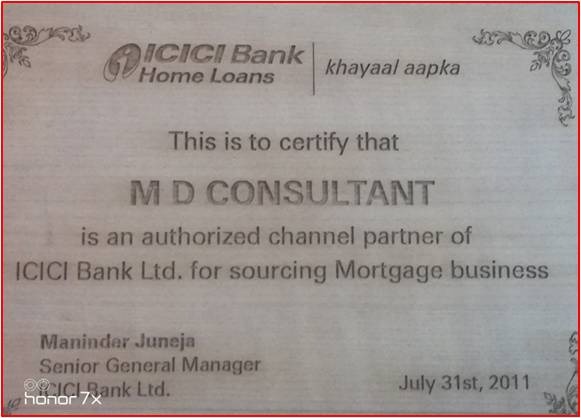 ICICI Bank
Home Loans
khayaal aapka
This is to certify that
M D CONSULTANT
is an authorized channel partner of
ICICI Bank Ltd. for sourcing Mortgage business
Maninder Juneja
Senior General Manager
ICICI Bank Ltd.
July 31st, 2011
honor 7x